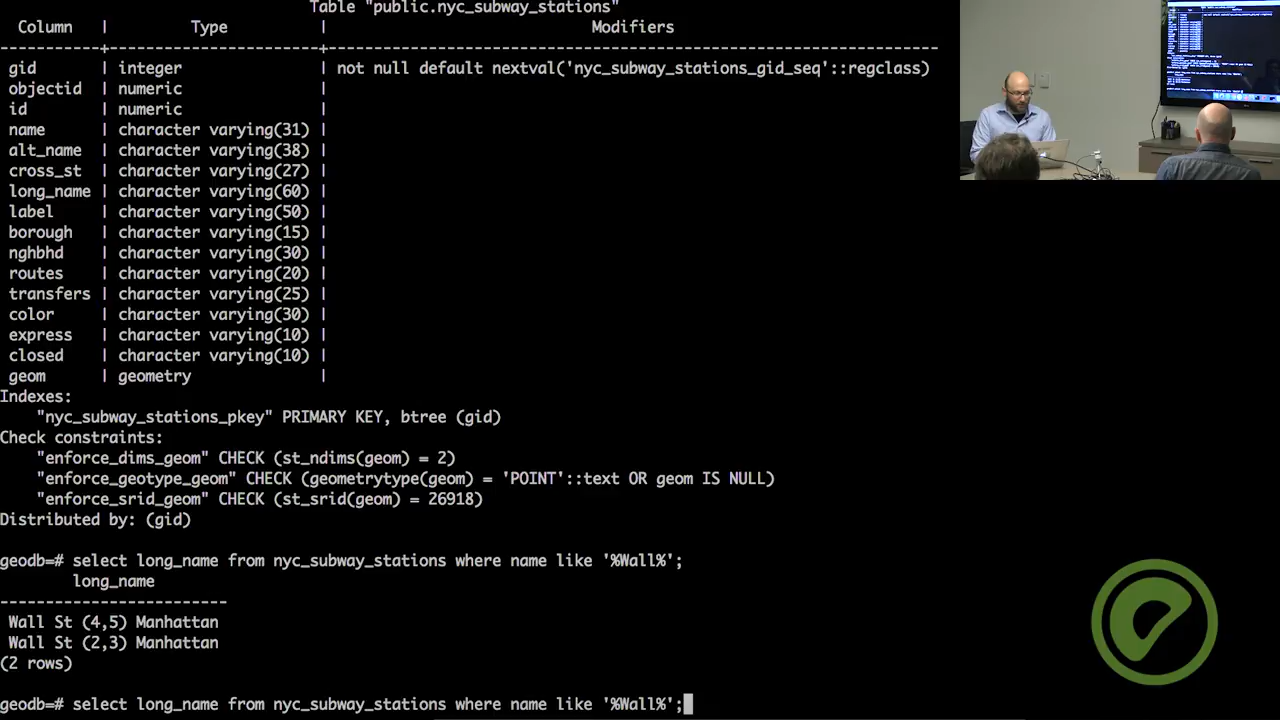 Table "public.nyc_subway_stations"
Column | Type | Modifiers
-----------+-----------------------+-------------------------------------------------------------------
gid | integer | not null default nextval('nyc_subway_stations_gid_seq'::regclass)
objectid | numeric |
id | numeric |
name | character varying(31) |
alt_name | character varying(38) |
cross_st | character varying(27) |
long_name | character varying(60) |
label | character varying(50) |
borough | character varying(15) |
nghbhd | character varying(30) |
routes | character varying(20) |
transfers | character varying(25) |
color | character varying(30) |
express | character varying(10) |
closed | character varying(10) |
geom | geometry |
Indexes:
"nyc_subway_stations_pkey" PRIMARY KEY, btree (gid)
Check constraints:
"enforce_dims_geom" CHECK (st_ndims(geom) = 2)
"enforce_geotype_geom" CHECK (geometrytype(geom) = 'POINT'::text OR geom IS NULL)
"enforce_srid_geom" CHECK (st_srid(geom) = 26918)
Distributed by: (gid)
geodb=# select long_name from nyc_subway_stations where name like '%Wall%';
long_name
-------------------------
Wall St (4,5) Manhattan
Wall St (2,3) Manhattan
(2 rows)
geodb=# select long_name from nyc_subway_stations where name like '%Wall%';